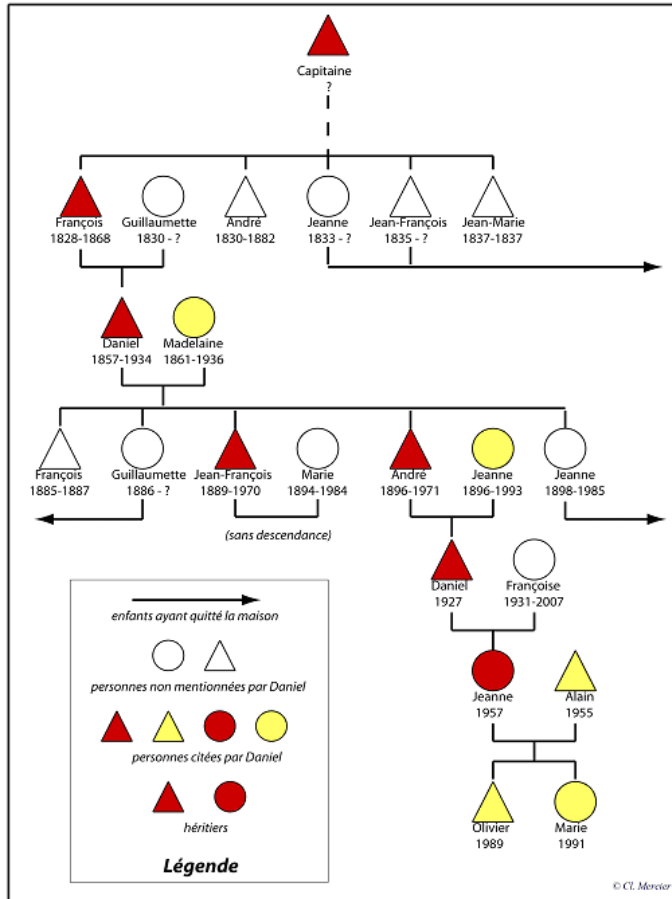 Capitaine
?
François
1828-1868
Guillaumette
1830 - ?
André
1830-1882
Jeanne
1833 - ?
Jean-François
1835 - ?
Jean-Marie
1837-1837
Daniel
1857-1934
Madelaine
1861-1936
François
1885-1887
Guillaumette
1886 - ?
Jean-François
1889-1970
Marie
1894-1984
André
1896-1971
Jeanne
1896-1993
Jeanne
1898-1985
(sans descendance)
Daniel
1927
Françoise
1931-2007
Jeanne
1957
Alain
1955
Olivier
1989
Marie
1991
enfants ayant quitté la maison
personnes non mentionnées par Daniel
personnes citées par Daniel
héritiers
Légende
© Cl. Mercier